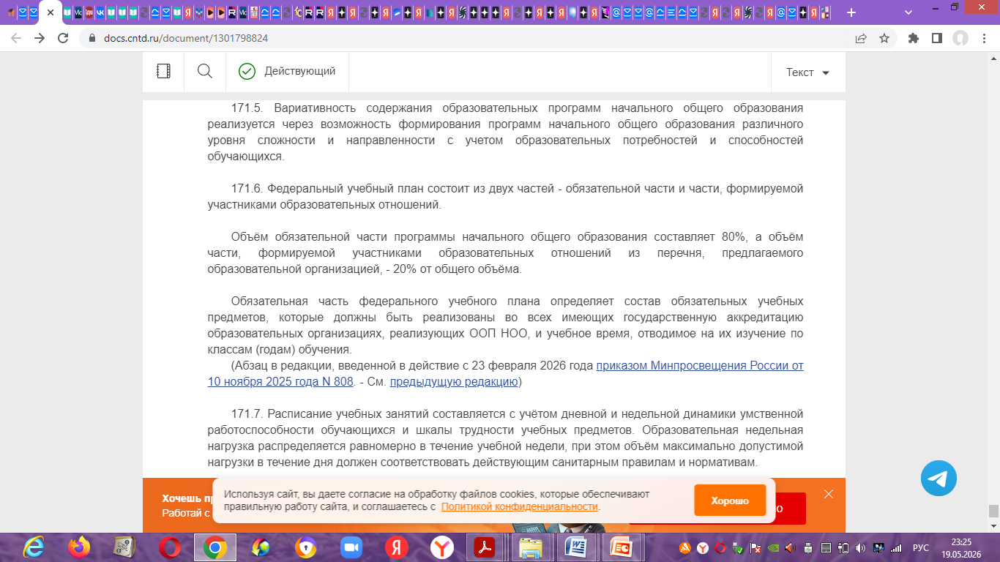 docs.cntd.ru/document/1301798824
Действующий
Текст
171.5. Вариативность содержания образовательных программ начального общего образования
реализуется через возможность формирования программ начального общего образования различного
уровня сложности и направленности с учетом образовательных потребностей и способностей
обучающихся.
171.6. Федеральный учебный план состоит из двух частей - обязательной части и части, формируемой
участниками образовательных отношений.
Объём обязательной части программы начального общего образования составляет 80%, а объём
части, формируемой участниками образовательных отношений из перечня, предлагаемого
образовательной организацией, - 20% от общего объёма.
Обязательная часть федерального учебного плана определяет состав обязательных учебных
предметов, которые должны быть реализованы во всех имеющих государственную аккредитацию
образовательных организациях, реализующих ООП НОО, и учебное время, отводимое на их изучение по
классам (годам) обучения.
(Абзац в редакции, введенной в действие с 23 февраля 2026 года приказом Минпросвещения России от
10 ноября 2025 года N 808. - См. предыдущую редакцию)
171.7. Расписание учебных занятий составляется с учётом дневной и недельной динамики умственной
работоспособности обучающихся и шкалы трудности учебных предметов. Образовательная недельная
нагрузка распределяется равномерно в течение учебной недели, при этом объём максимально допустимой
нагрузки в течение дня должен соответствовать действующим санитарным правилам и нормативам.
Хочешь
Работай с
Используя сайт, вы даете согласие на обработку файлов cookies, которые обеспечивают
правильную работу сайта, и соглашаетесь с Политикой конфиденциальности.
Хорошо
РУС
23:25
19.05.2026